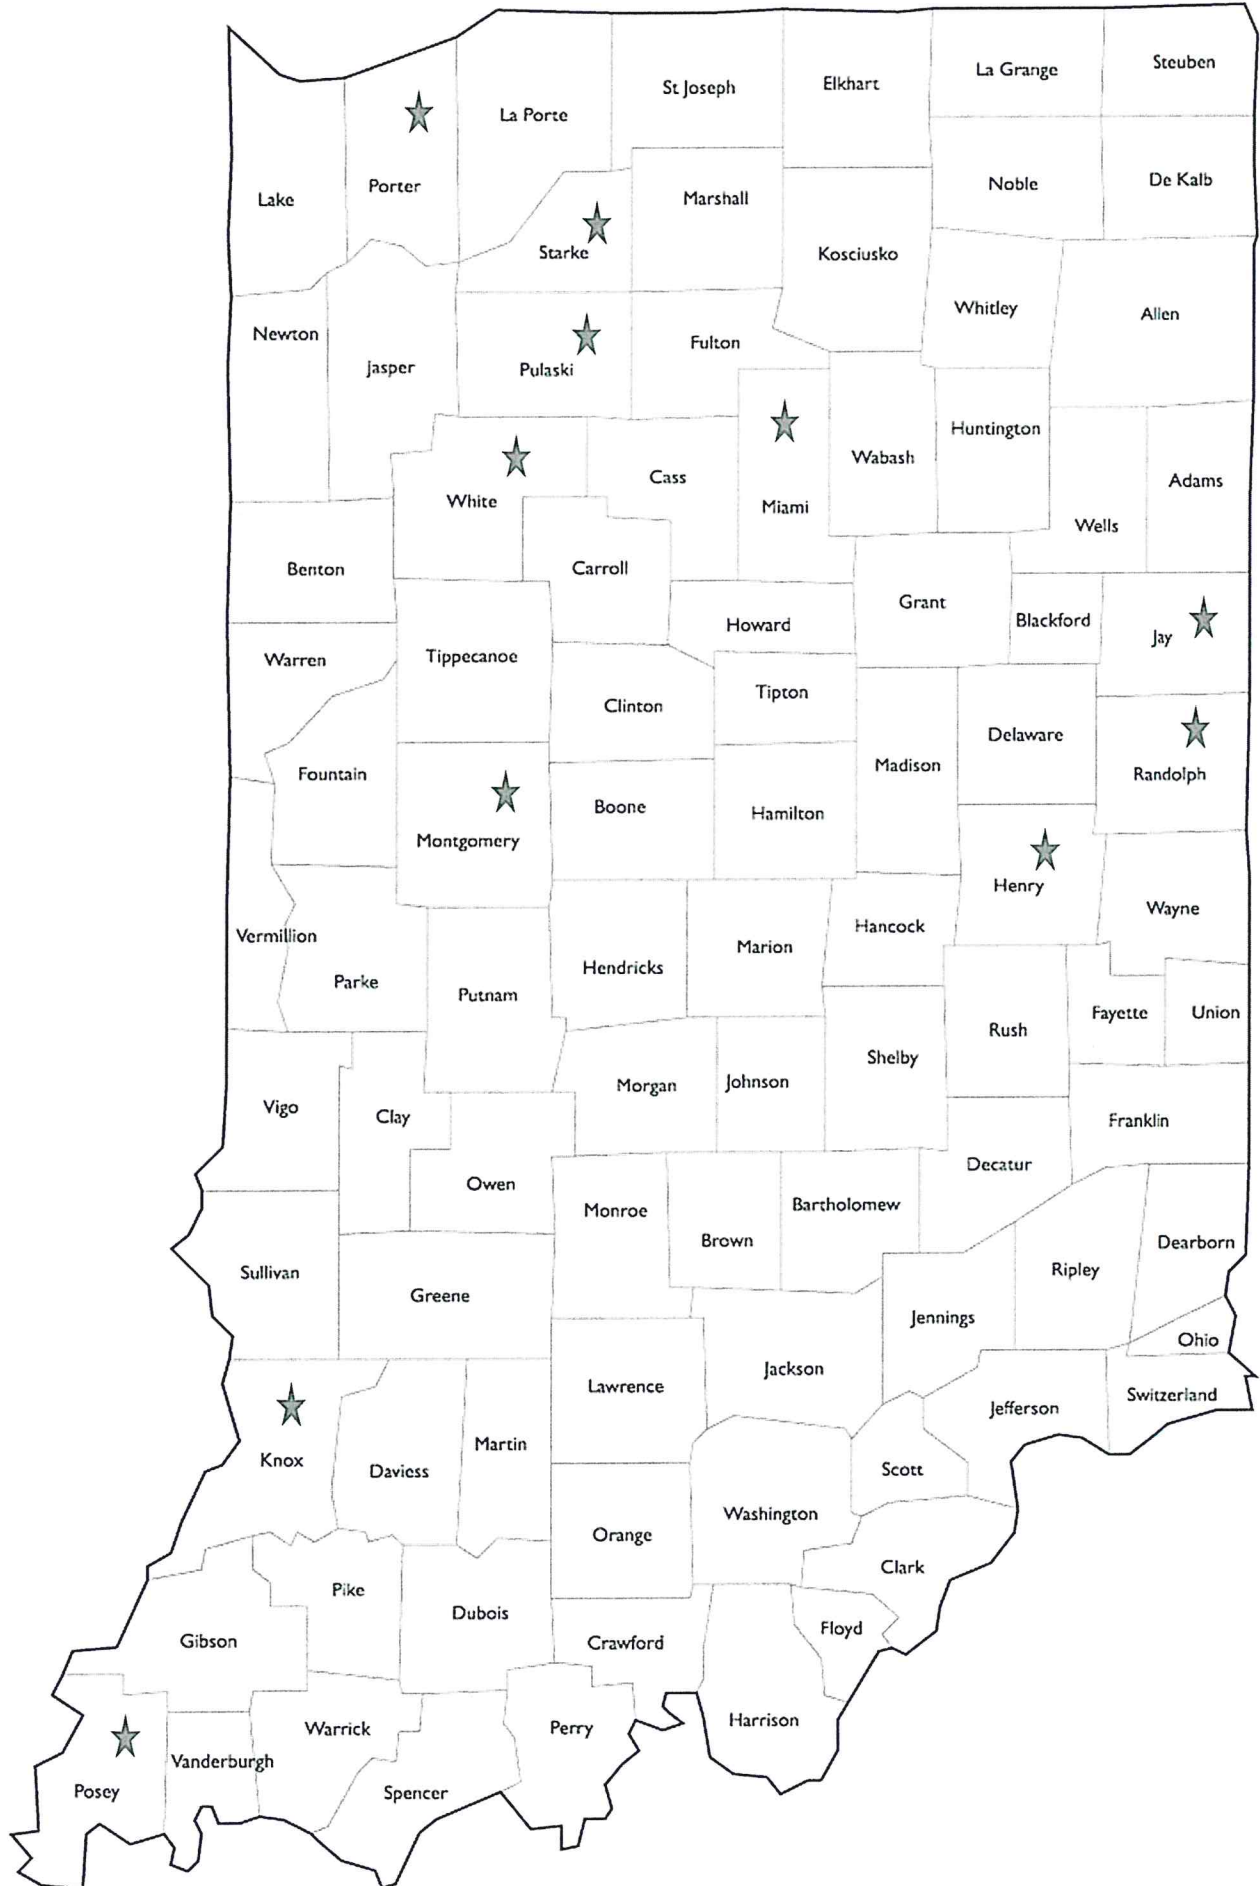 Steuben
La Grange
Elkhart
St Joseph
La Porte
Porter
Lake
De Kalb
Noble
Marshall
Kosciusko
Starke
Whitley
Allen
Newton
Fulton
Jasper
Pulaski
Huntington
Wabash
Cass
Adams
White
Miami
Wells
Benton
Carroll
Grant
Blackford
Howard
Jay
Warren
Tippecanoe
Tipton
Clinton
Delaware
Madison
Fountain
Randolph
Boone
Hamilton
Montgomery
Henry
Wayne
Hancock
Vermillion
Marion
Hendricks
Parke
Putnam
Fayette
Union
Rush
Shelby
Johnson
Morgan
Vigo
Clay
Franklin
Decatur
Owen
Bartholomew
Monroe
Brown
Dearborn
Sullivan
Ripley
Greene
Jennings
Ohio
Jackson
Lawrence
Switzerland
Jefferson
Martin
Knox
Daviess
Scott
Washington
Orange
Clark
Pike
Dubois
Floyd
Gibson
Crawford
Harrison
Perry
Warrick
Vanderburgh
Posey
Spencer